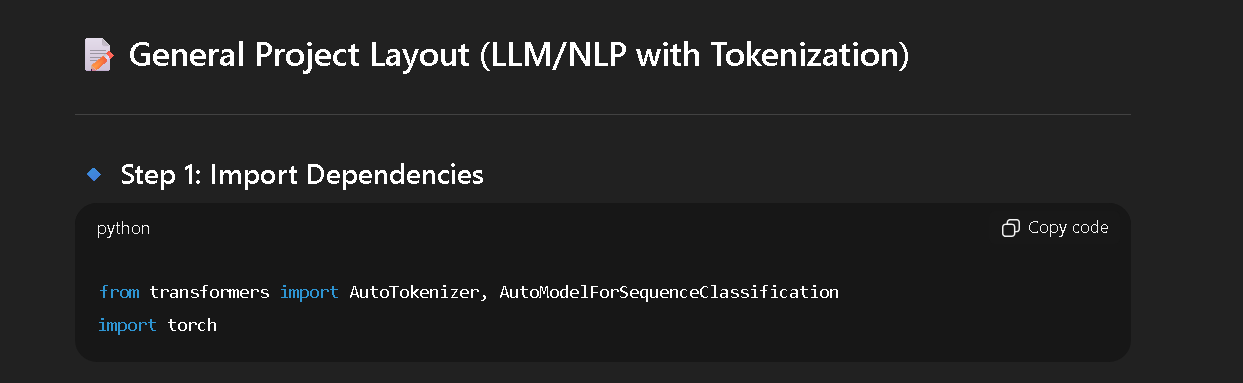 General Project Layout (LLM/NLP with Tokenization)
Step 1: Import Dependencies
python
Copy code
from transformers import AutoTokenizer, AutoModelForSequenceClassification
import torch